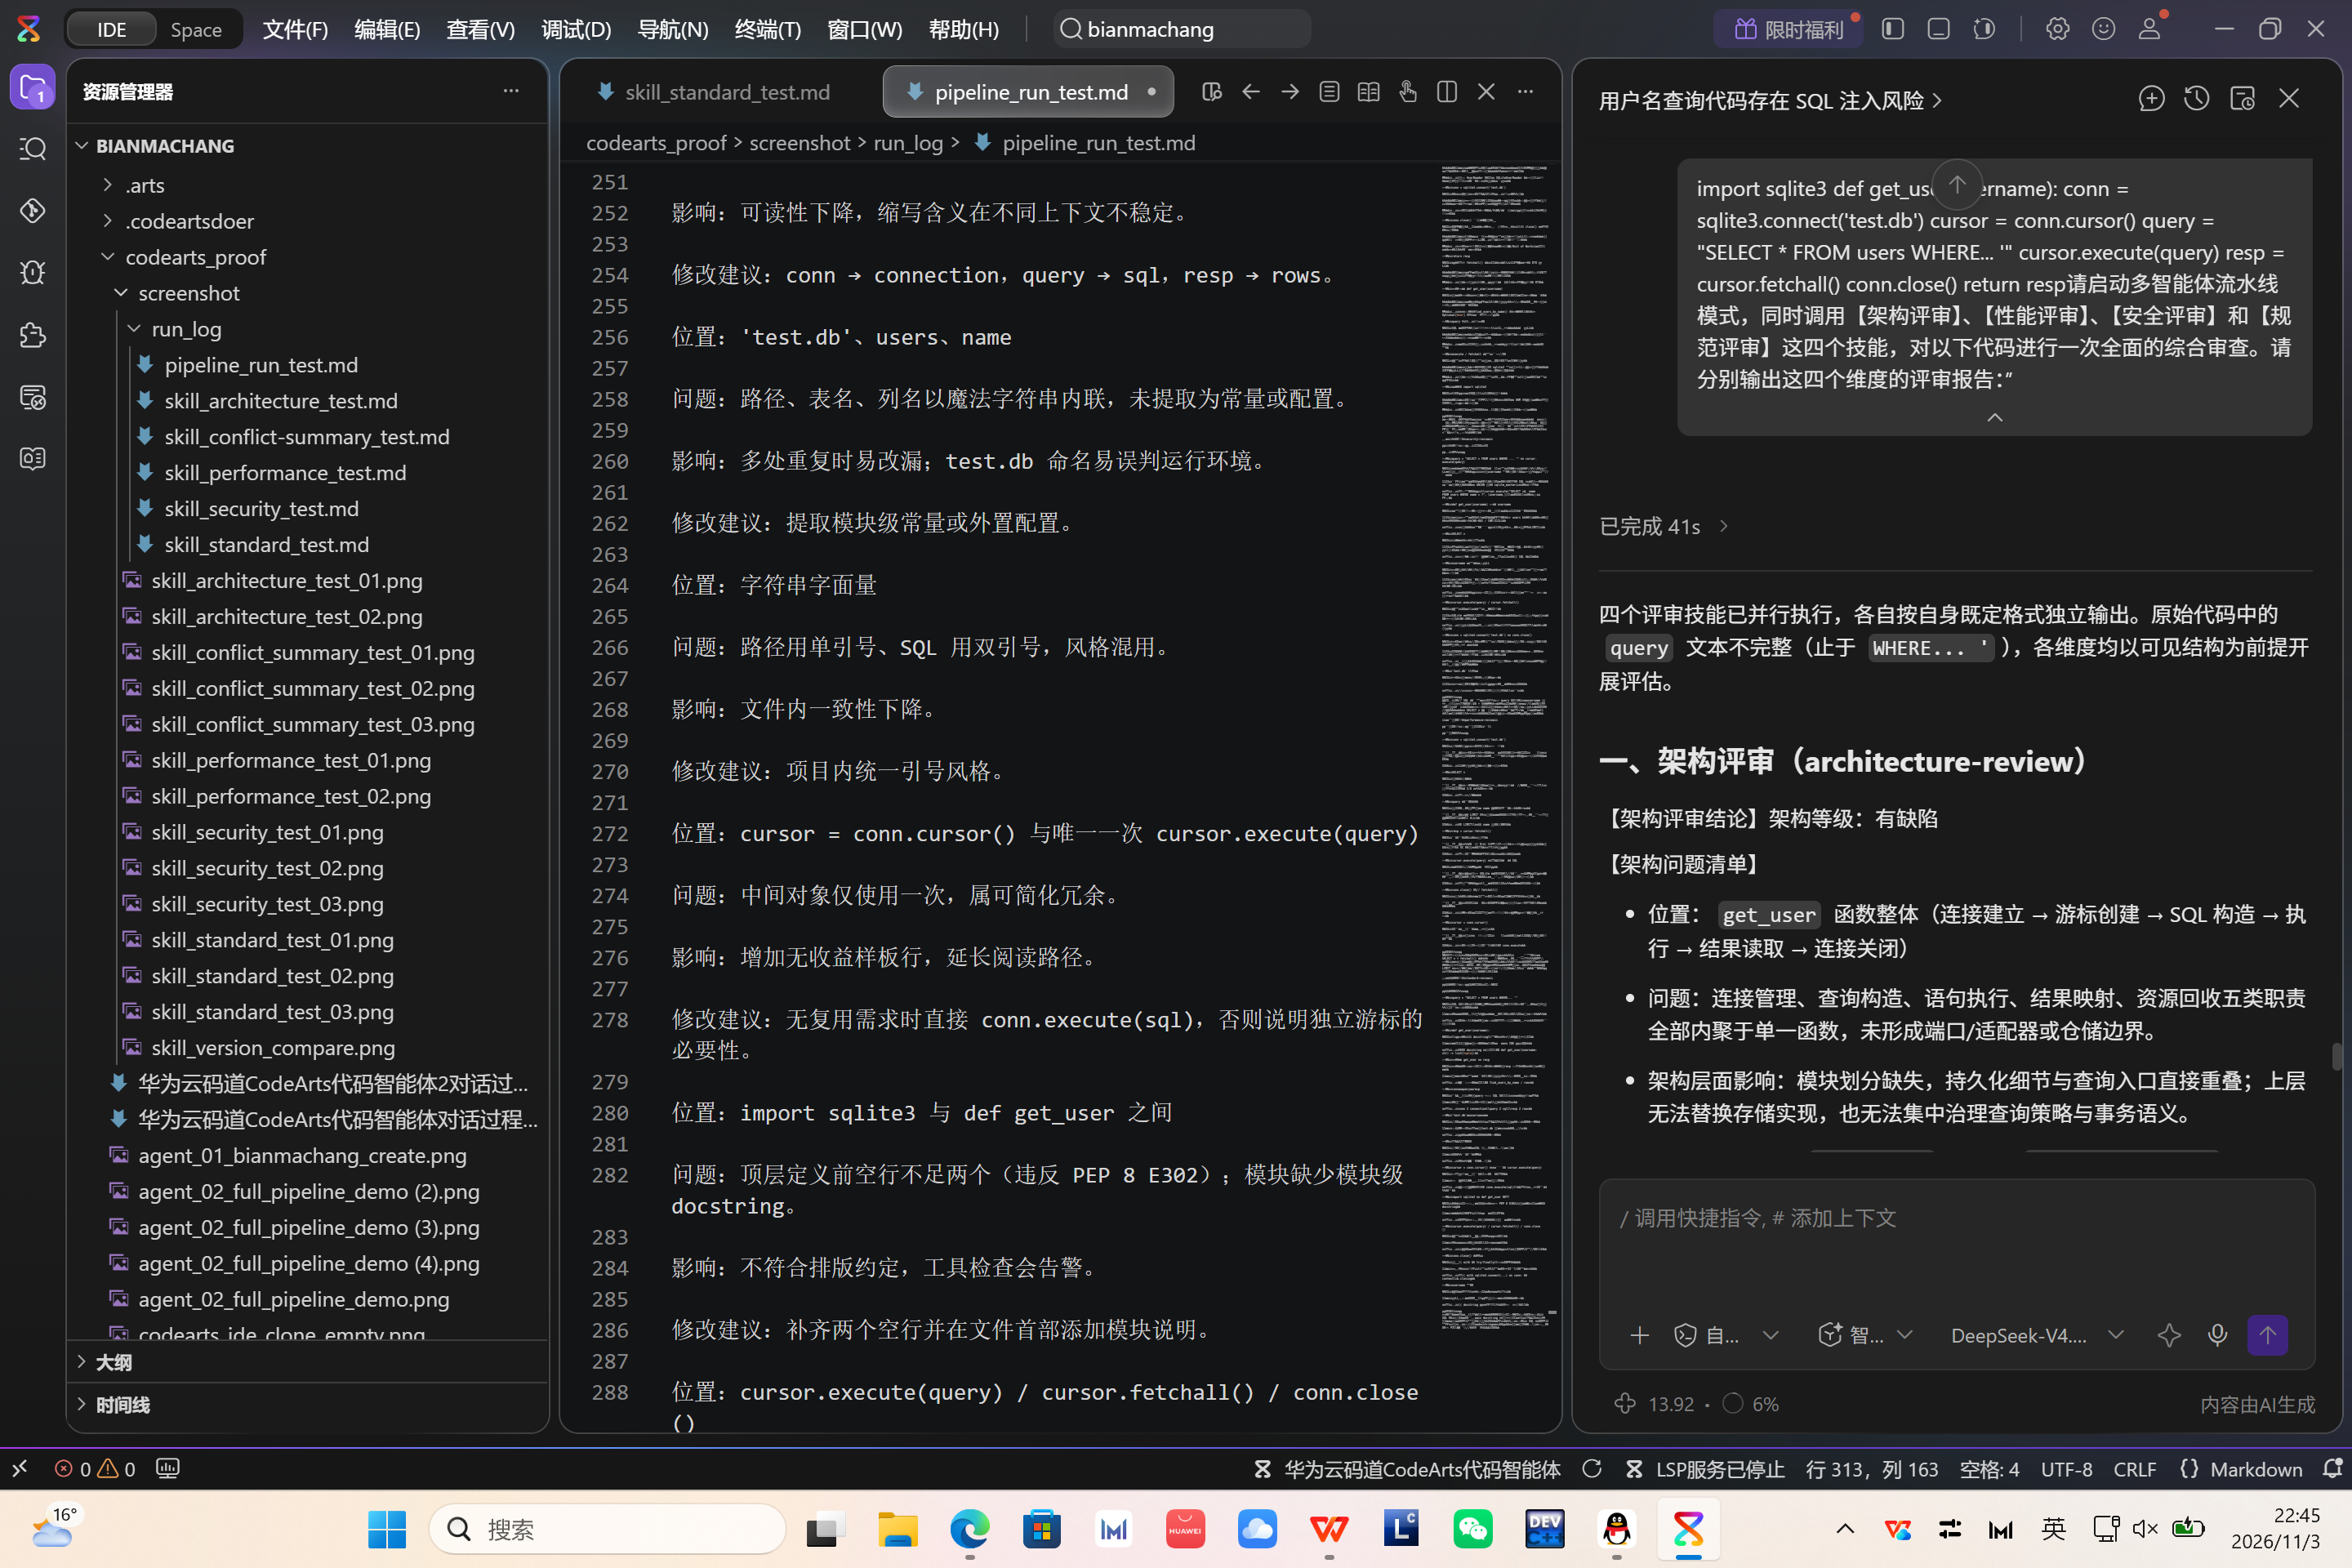 IDE
Space
文件(F)
编辑(E)
查看(V)
调试(D)
导航(N)
终端(T)
窗口(W)
帮助(H)
bianmachang
限时福利
资源管理器
BIANMACHANG
.arts
.codeartsdoer
codearts_proof
screenshot
run_log
pipeline_run_test.md
skill_architecture_test.md
skill_conflict-summary_test.md
skill_performance_test.md
skill_security_test.md
skill_standard_test.md
skill_architecture_test_01.png
skill_architecture_test_02.png
skill_conflict_summary_test_01.png
skill_conflict_summary_test_02.png
skill_conflict_summary_test_03.png
skill_performance_test_01.png
skill_performance_test_02.png
skill_security_test_01.png
skill_security_test_02.png
skill_security_test_03.png
skill_standard_test_01.png
skill_standard_test_02.png
skill_standard_test_03.png
skill_version_compare.png
华为云码道CodeArts代码智能体2对话过...
华为云码道CodeArts代码智能体对话过程...
agent_01_bianmachang_create.png
agent_02_full_pipeline_demo (2).png
agent_02_full_pipeline_demo (3).png
agent_02_full_pipeline_demo (4).png
agent_02_full_pipeline_demo.png
codearts_ide_clone_empty.png
大纲
时间线
skill_standard_test.md
pipeline_run_test.md
codearts_proof > screenshot > run_log > pipeline_run_test.md
251
252 影响：可读性下降，缩写含义在不同上下文不稳定。
253
254 修改建议：conn → connection，query → sql，resp → rows。
255
256 位置：'test.db'、users、name
257
258 问题：路径、表名、列名以魔法字符串内联，未提取为常量或配置。
259
260 影响：多处重复时易改漏；test.db 命名易误判运行环境。
261
262 修改建议：提取模块级常量或外置配置。
263
264 位置：字符串字面量
265
266 问题：路径用单引号、SQL 用双引号，风格混用。
267
268 影响：文件内一致性下降。
269
270 修改建议：项目内统一引号风格。
271
272 位置：cursor = conn.cursor() 与唯一一次 cursor.execute(query)
273
274 问题：中间对象仅使用一次，属可简化冗余。
275
276 影响：增加无收益样板行，延长阅读路径。
277
278 修改建议：无复用需求时直接 conn.execute(sql)，否则说明独立游标的
必要性。
279
280 位置：import sqlite3 与 def get_user 之间
281
282 问题：顶层定义前空行不足两个（违反 PEP 8 E302）；模块缺少模块级
docstring。
283
284 影响：不符合排版约定，工具检查会告警。
285
286 修改建议：补齐两个空行并在文件首部添加模块说明。
287
288 位置：cursor.execute(query) / cursor.fetchall() / conn.close
()
用户名查询代码存在 SQL 注入风险
import sqlite3 def get_us ername): conn =
sqlite3.connect('test.db') cursor = conn.cursor() query =
"SELECT * FROM users WHERE... '" cursor.execute(query) resp =
cursor.fetchall() conn.close() return resp请启动多智能体流水线
模式，同时调用【架构评审】、【性能评审】、【安全评审】和【规
范评审】这四个技能，对以下代码进行一次全面的综合审查。请
分别输出这四个维度的评审报告：”
已完成 41s
四个评审技能已并行执行，各自按自身既定格式独立输出。原始代码中的
query 文本不完整（止于 WHERE... '），各维度均以可见结构为前提开
展评估。
一、架构评审（architecture-review）
【架构评审结论】架构等级：有缺陷
【架构问题清单】
• 位置： get_user 函数整体（连接建立 → 游标创建 → SQL 构造 → 执
行 → 结果读取 → 连接关闭）
• 问题：连接管理、查询构造、语句执行、结果映射、资源回收五类职责
全部内聚于单一函数，未形成端口/适配器或仓储边界。
• 架构层面影响：模块划分缺失，持久化细节与查询入口直接重叠；上层
无法替换存储实现，也无法集中治理查询策略与事务语义。
/ 调用快捷指令, # 添加上下文
自...
智...
DeepSeek-V4....
13.92 · 6%
内容由AI生成
0
0
华为云码道CodeArts代码智能体
LSP服务已停止
行 313，列 163
空格: 4
UTF-8
CRLF
Markdown
16°
搜索
HUAWEI
DEV
C++
英
22:45
2026/11/3